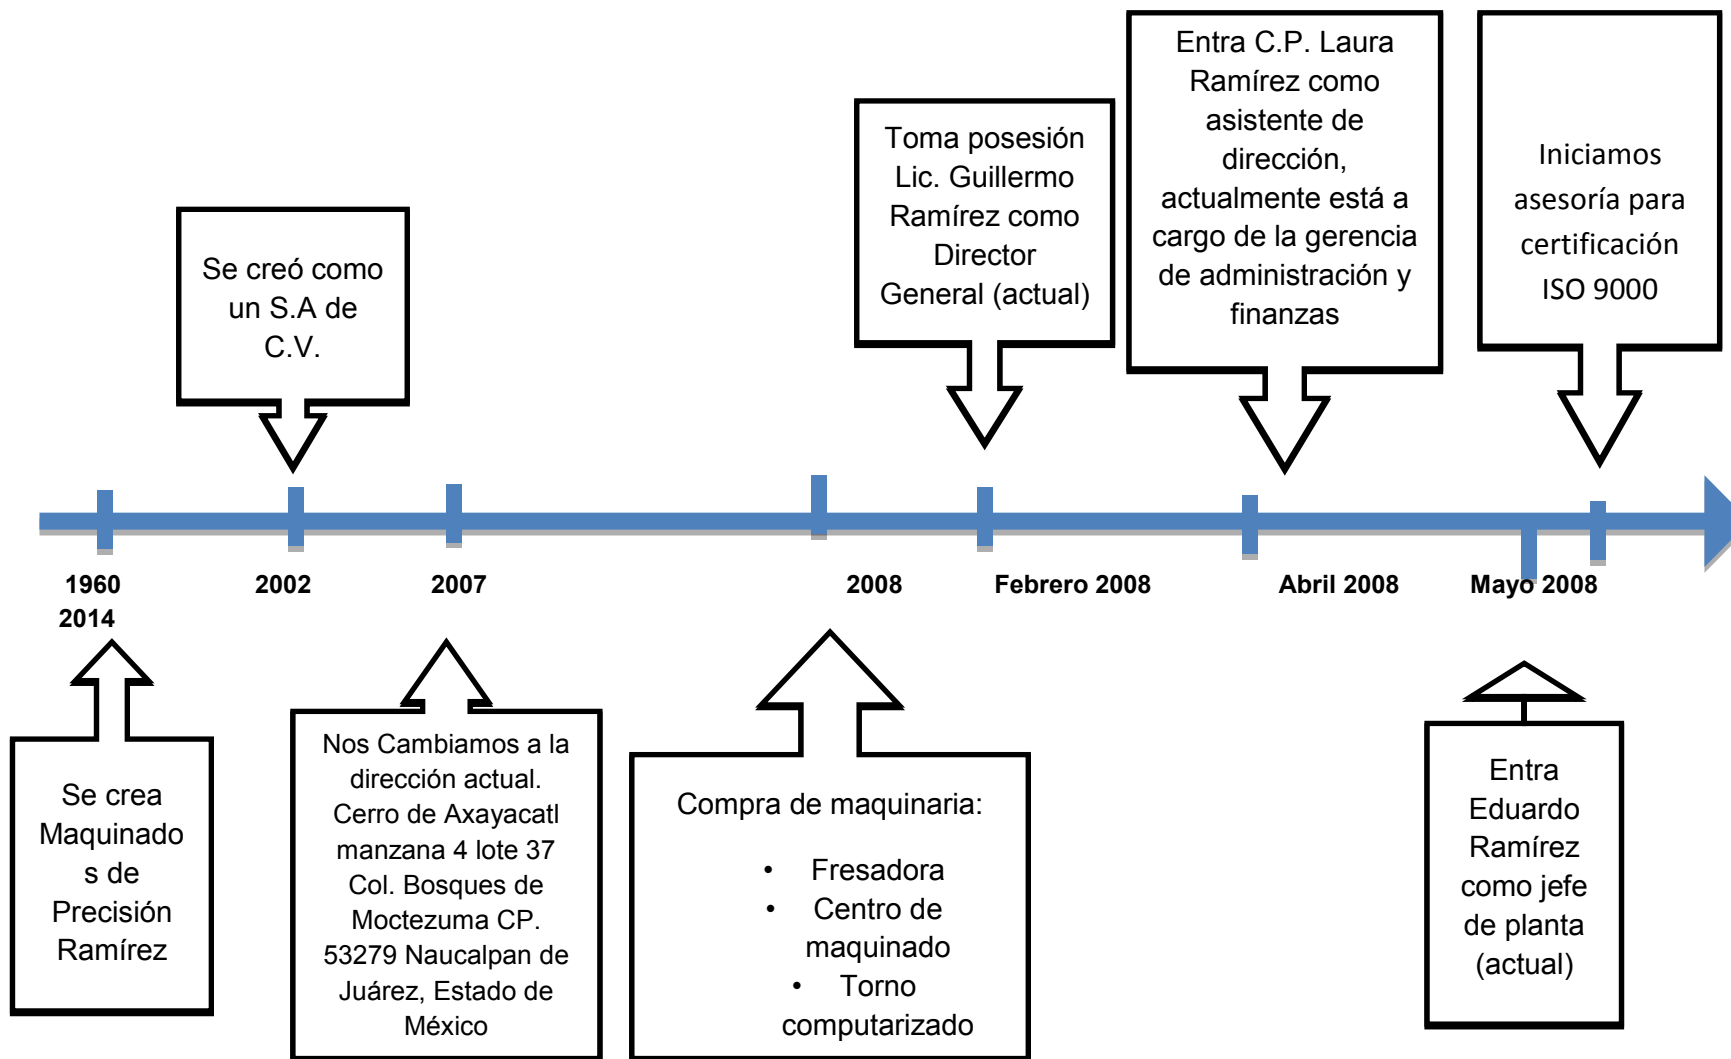 Se creó como
un S.A de
C.V.
Toma posesión
Lic. Guillermo
Ramírez como
Director
General (actual)
Entra C.P. Laura
Ramírez como
asistente de
dirección,
actualmente está a
cargo de la gerencia
de administración y
finanzas
Iniciamos
asesoría para
certificación
ISO 9000
1960 2002 2007 2008 Febrero 2008 Abril 2008 Mayo 2008
2014
Se crea
Maquinado
s de
Precisión
Ramírez
Nos Cambiamos a la
dirección actual.
Cerro de Axayacatl
manzana 4 lote 37
Col. Bosques de
Moctezuma CP.
53279 Naucalpan de
Juárez, Estado de
México
Compra de maquinaria:
• Fresadora
• Centro de
maquinado
• Torno
computarizado
Entra
Eduardo
Ramírez
como jefe
de planta
(actual)